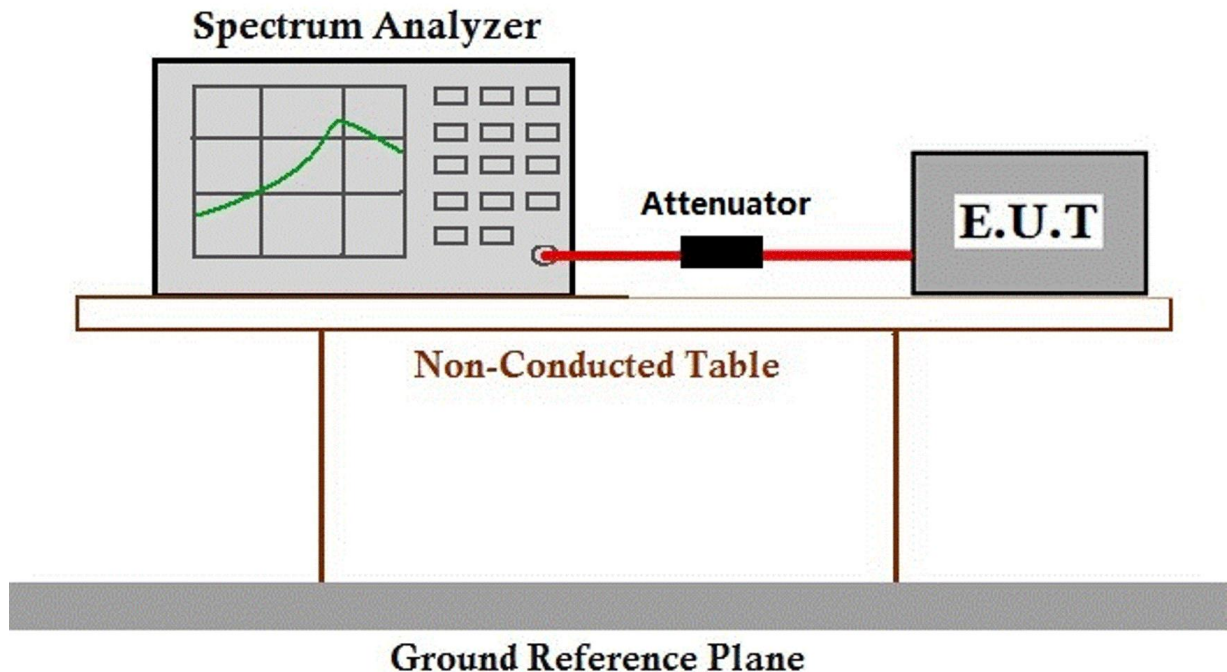 Spectrum Analyzer
Attenuator
E.U.T
Non-Conducted Table
Ground Reference Plane